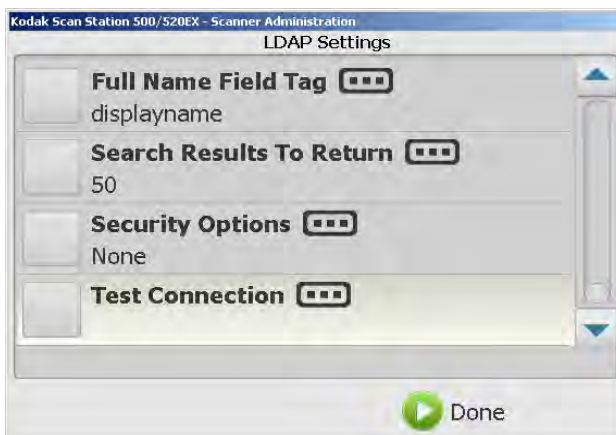 Kodak Scan Station 500/520EX - Scanner Administration
LDAP Settings
Full Name Field Tag
displayname
Search Results To Return
50
Security Options
None
Test Connection
Done